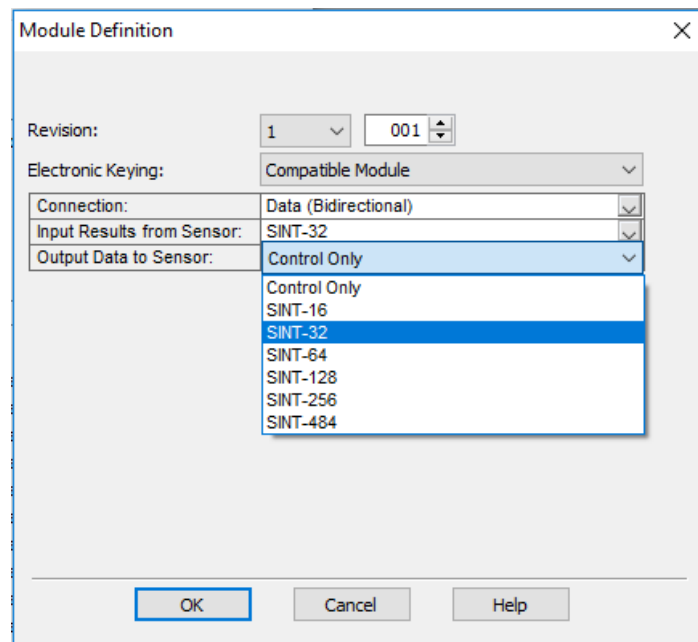 Module Definition
Revision: 1 001
Electronic Keying: Compatible Module
Connection: Data (Bidirectional)
Input Results from Sensor: SINT-32
Output Data to Sensor: Control Only
Control Only
SINT-16
SINT-32
SINT-64
SINT-128
SINT-256
SINT-484
OK Cancel Help